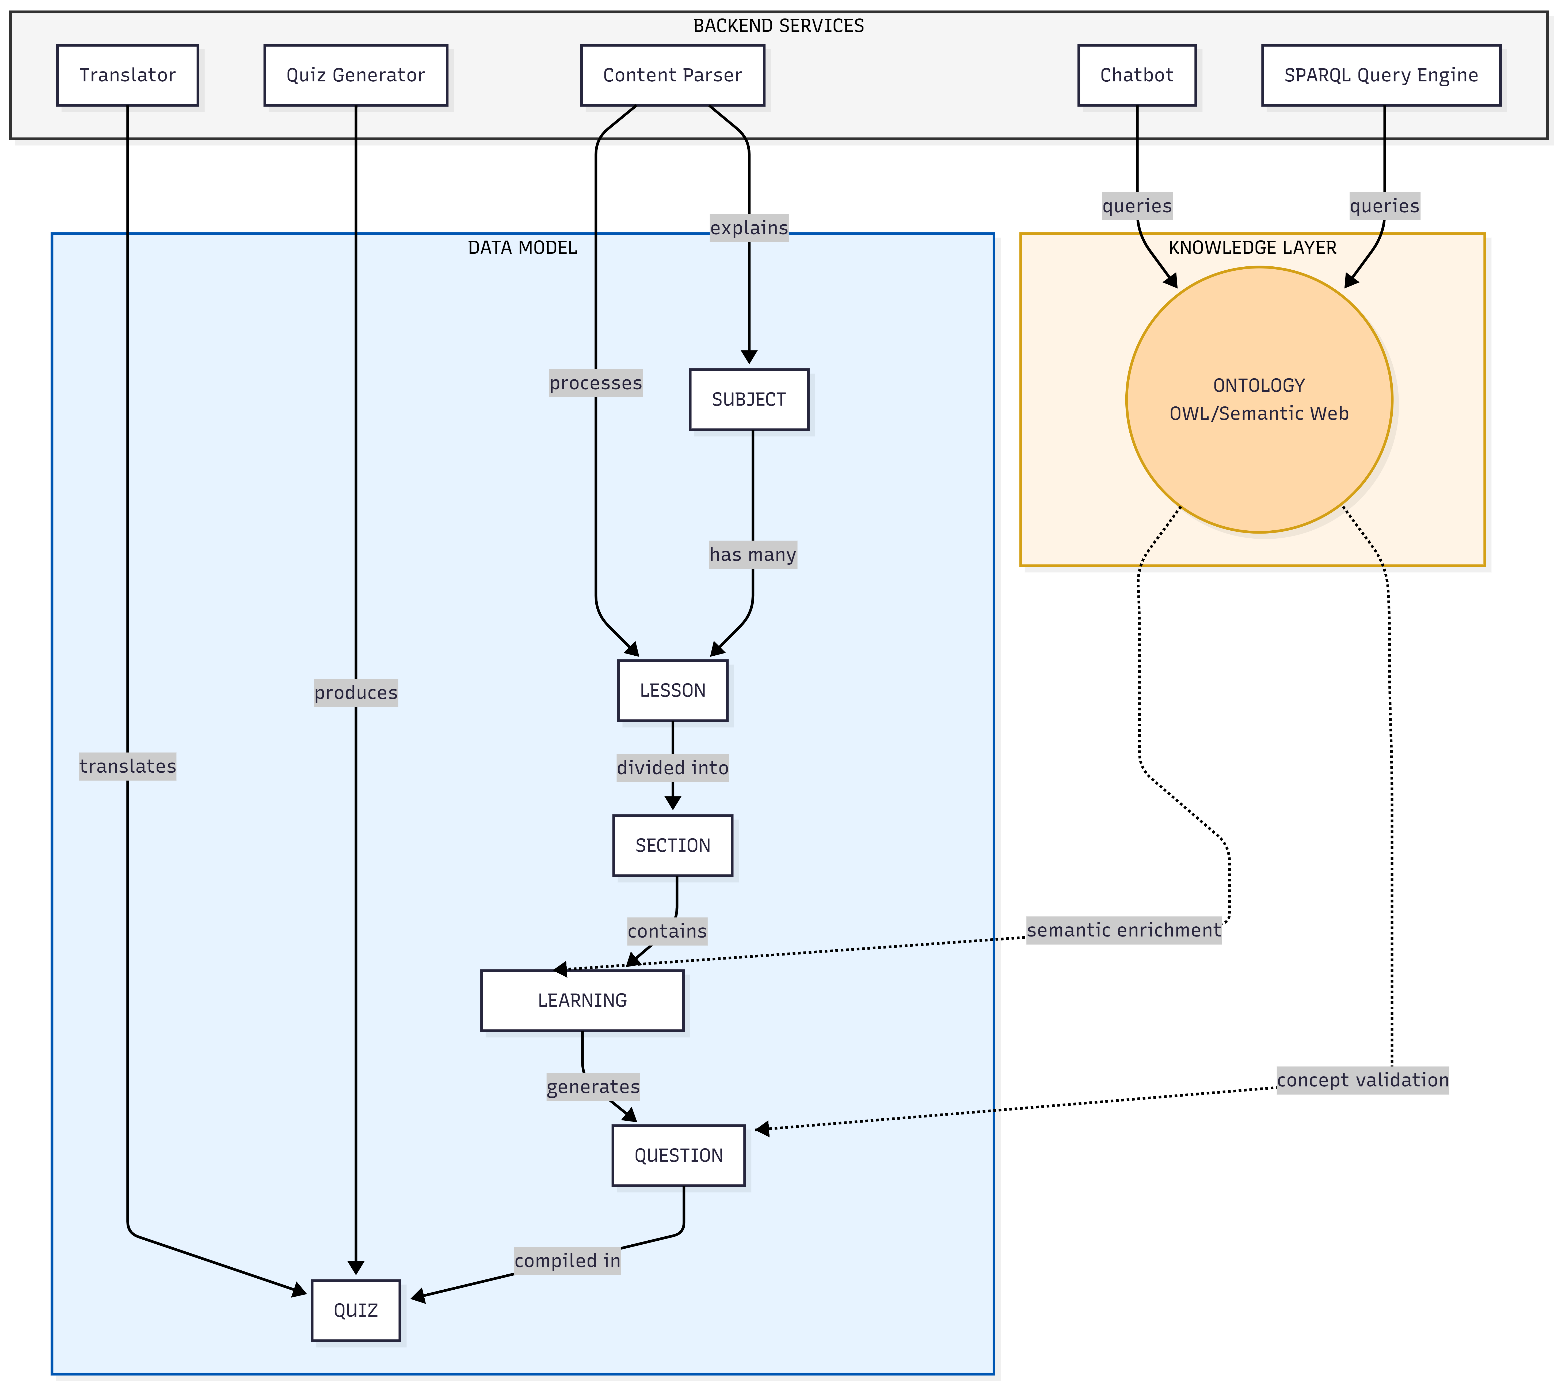 BACKEND SERVICES
Translator
Quiz Generator
Content Parser
Chatbot
SPARQL Query Engine
queries
queries
explains
DATA MODEL
KNOWLEDGE LAYER
processes
SUBJECT
ONTOLOGY
OWL/Semantic Web
has many
LESSON
produces
translates
divided into
SECTION
contains
semantic enrichment
LEARNING
generates
concept validation
QUESTION
compiled in
QUIZ